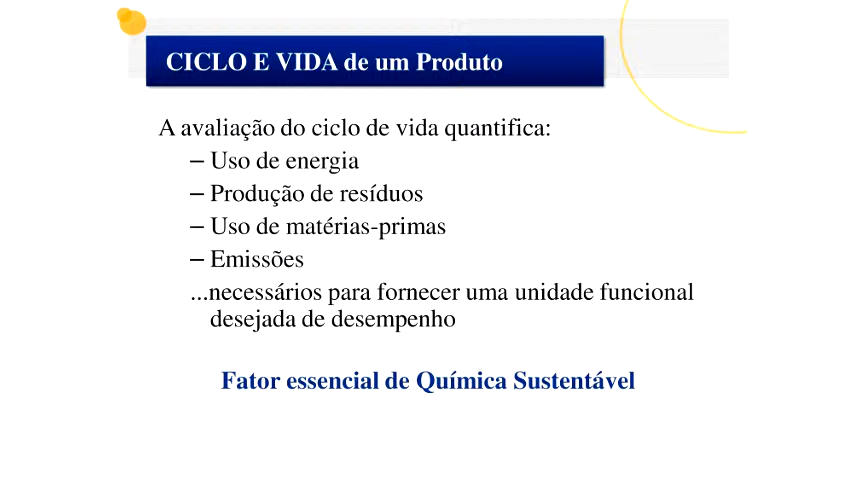 CICLO E VIDA de um Produto
A avaliação do ciclo de vida quantifica:
– Uso de energia
– Produção de resíduos
– Uso de matérias-primas
– Emissões
...necessários para fornecer uma unidade funcional
desejada de desempenho
Fator essencial de Química Sustentável